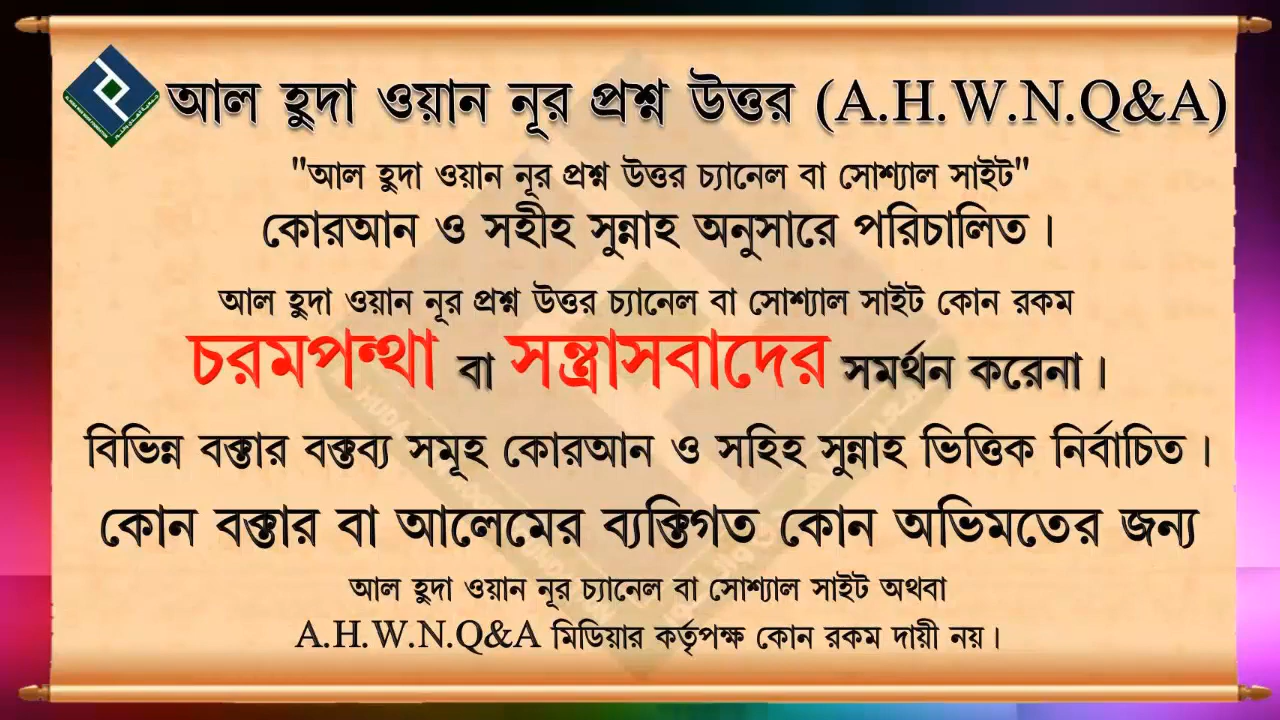 আল হুদা ওয়ান নূর প্রশ্ন উত্তর (A.H.W.N.Q&A)
"আল হুদা ওয়ান নূর প্রশ্ন উত্তর চ্যানেল বা সোশ্যাল সাইট"
কোরআন ও সহীহ সুন্নাহ অনুসারে পরিচালিত।
আল হুদা ওয়ান নূর প্রশ্ন উত্তর চ্যানেল বা সোশ্যাল সাইট কোন রকম
চরমপন্থা বা সন্ত্রাসবাদের সমর্থন করেনা।
বিভিন্ন বক্তার বক্তব্য সমূহ কোরআন ও সহিহ সুন্নাহ ভিত্তিক নির্বাচিত।
কোন বক্তার বা আলেমের ব্যক্তিগত কোন অভিমতের জন্য
আল হুদা ওয়ান নূর চ্যানেল বা সোশ্যাল সাইট অথবা
A.H.W.N.Q&A মিডিয়ার কর্তৃপক্ষ কোন রকম দায়ী নয়।